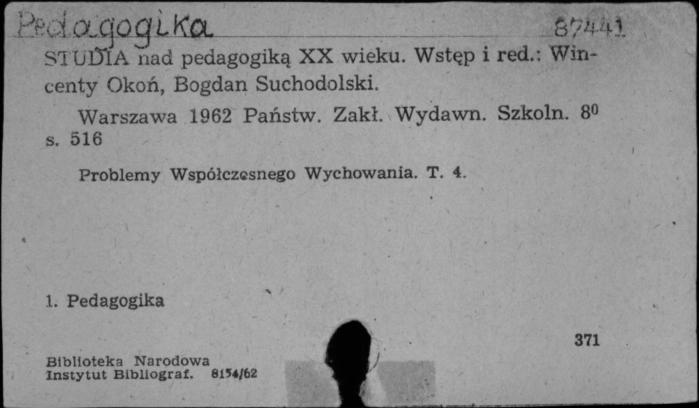 Pedagogika 87441
STUDIA nad pedagogiką XX wieku. Wstęp i red.: Win-
centy Okoń, Bogdan Suchodolski.
Warszawa 1962 Państw. Zakł. Wydawn. Szkoln. 8⁰
s. 516
Problemy Współczesnego Wychowania. T. 4.
1. Pedagogika
371
Biblioteka Narodowa
Instytut Bibliograf. 8154/62